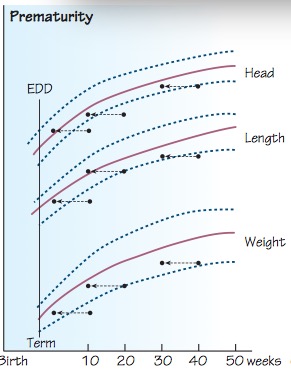 Prematurity
EDD
Head
Length
Weight
Term
Birth 10 20 30 40 50 weeks